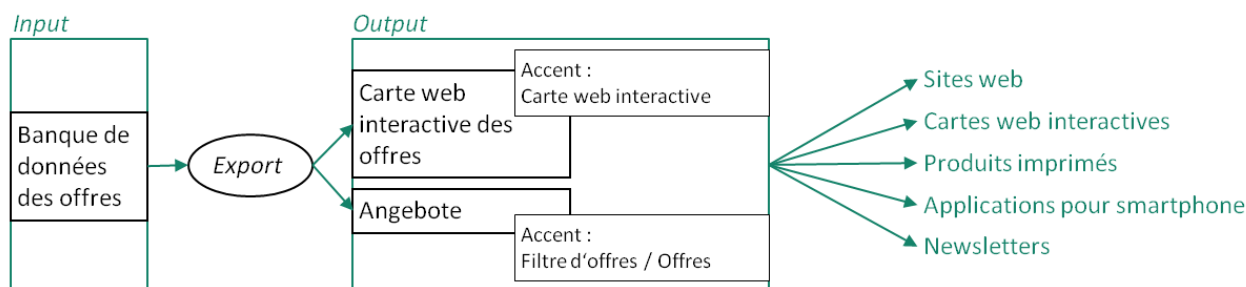 Input
Banque de
données
des offres
Export
Output
Carte web
interactive des
offres
Accent :
Carte web interactive
Angebote
Accent :
Filtre d‘offres / Offres
Sites web
Cartes web interactives
Produits imprimés
Applications pour smartphone
Newsletters